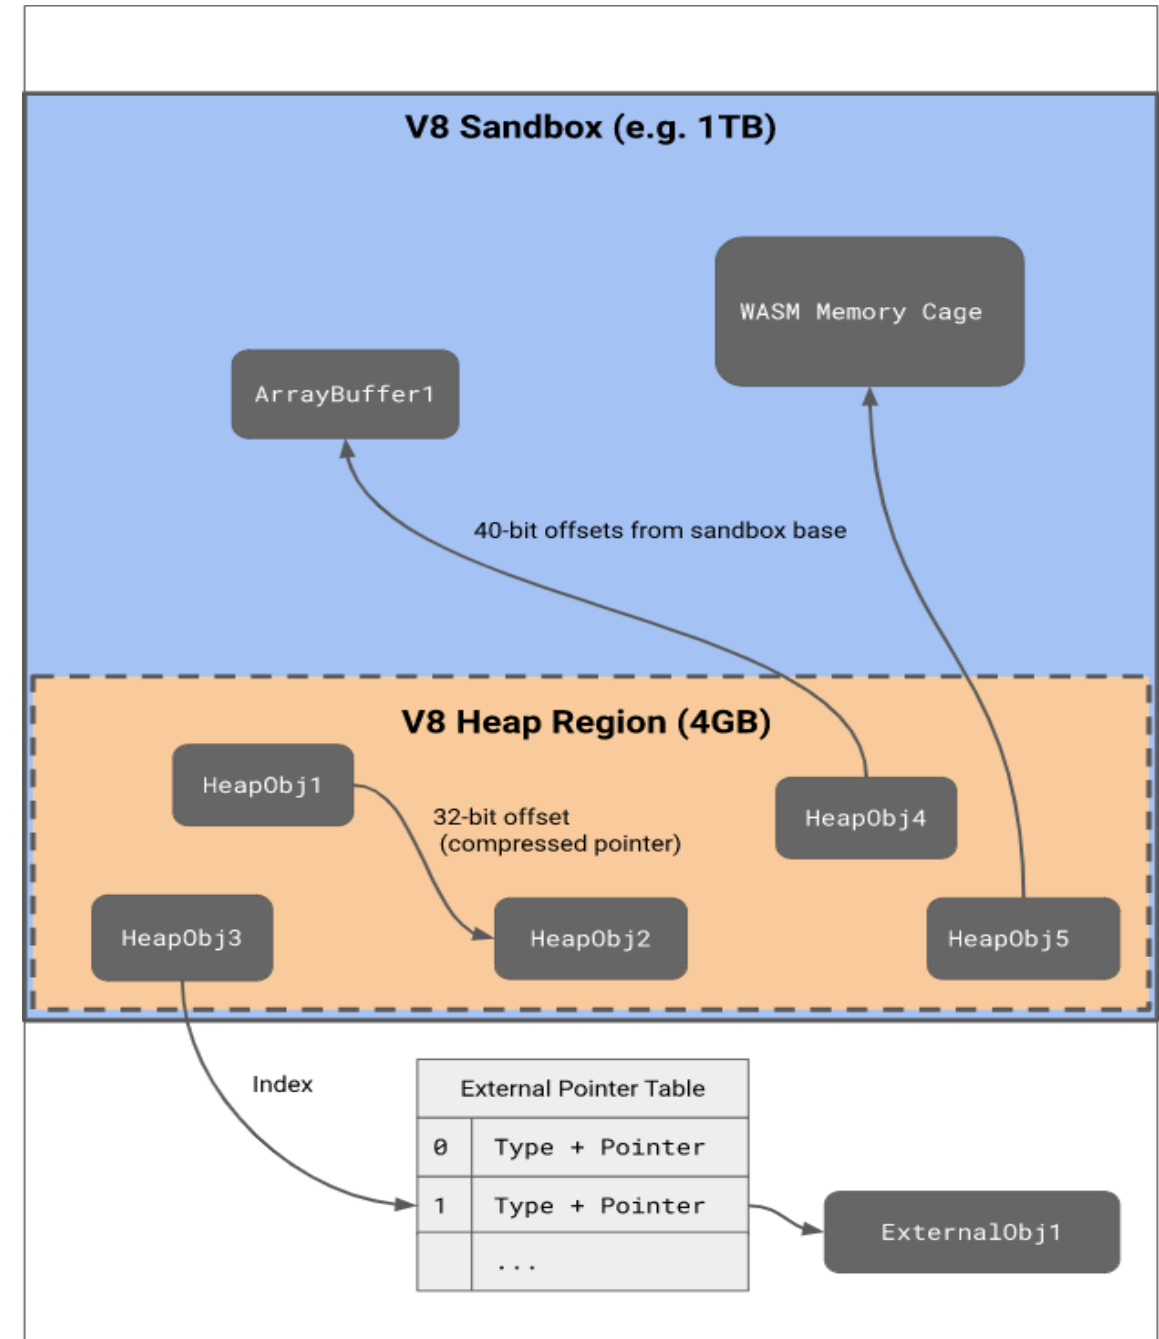 V8 Sandbox (e.g. 1TB)
WASM Memory Cage
ArrayBuffer1
40-bit offsets from sandbox base
V8 Heap Region (4GB)
HeapObj1
32-bit offset
(compressed pointer)
HeapObj4
HeapObj3
HeapObj2
HeapObj5
Index
External Pointer Table
0 Type + Pointer
1 Type + Pointer
...
ExternalObj1